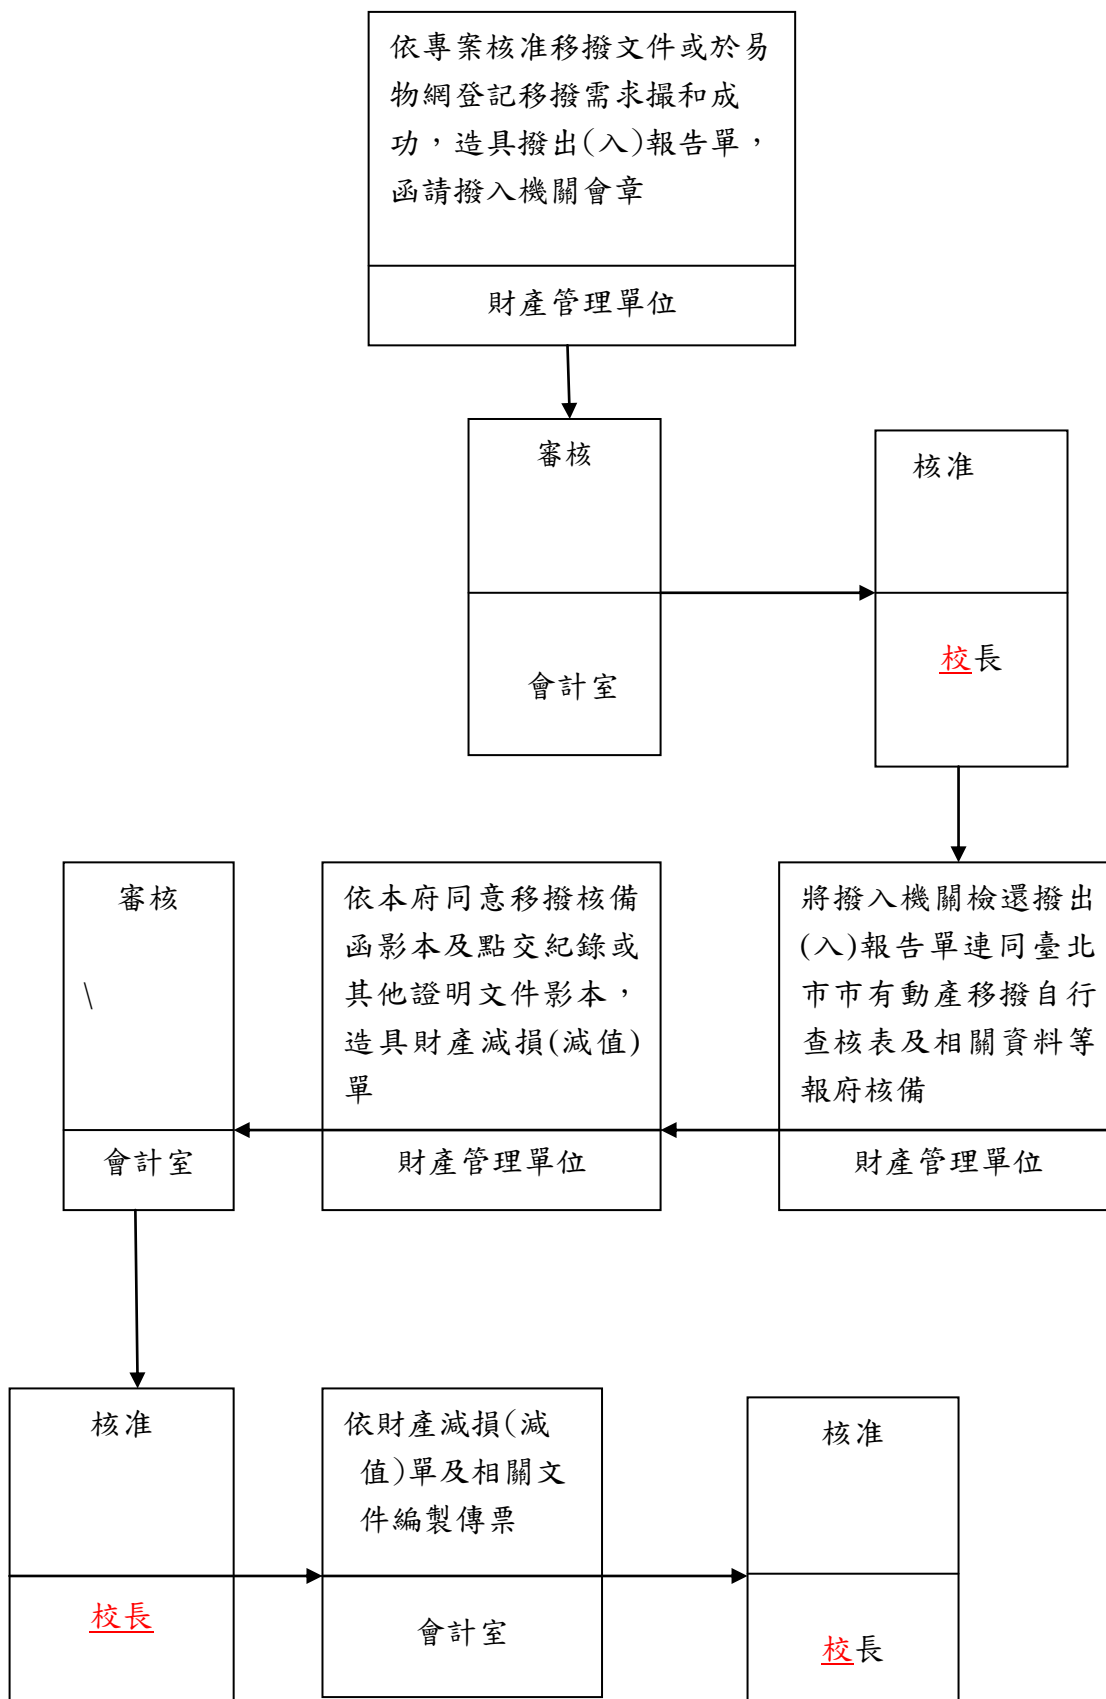 依專案核准移撥文件或於易
物網登記移撥需求撮和成
功，造具撥出(入)報告單，
函請撥入機關會章
財產管理單位
審核
會計室
核准
校長
將撥入機關檢還撥出
(入)報告單連同臺北
市市有動產移撥自行
查核表及相關資料等
報府核備
財產管理單位
依本府同意移撥核備
函影本及點交紀錄或
其他證明文件影本，
造具財產減損(減值)
單
財產管理單位
審核
\
會計室
核准
校長
依財產減損(減
值)單及相關文
件編製傳票
會計室
核准
校長